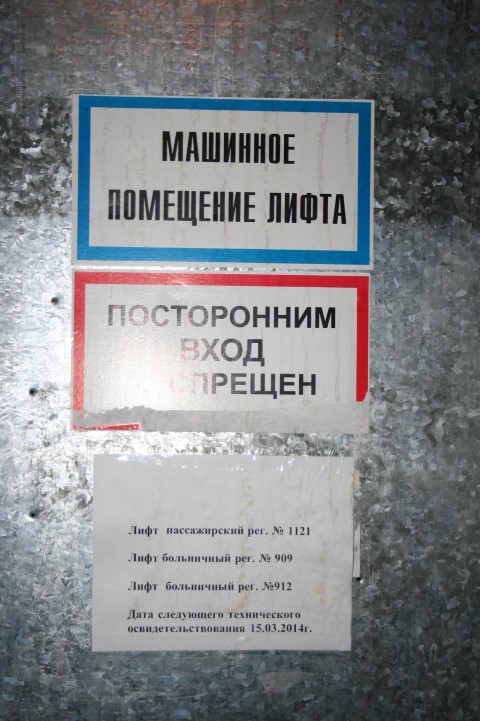 МАШИННОЕ
ПОМЕЩЕНИЕ ЛИФТА
ПОСТОРОННИМ
ВХОД
ПРЕЩЕН
Лифт пассажирский рег. № 1121
Лифт больничный рег. № 909
Лифт больничный рег. №912
Дата следующего технического
освидетельствования 15.03.2014г.